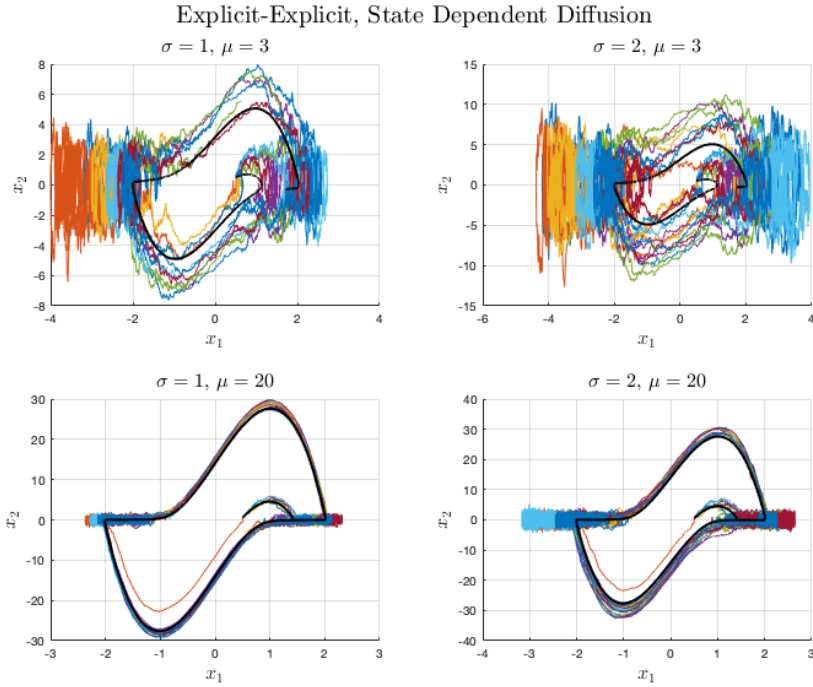 Explicit-Explicit, State Dependent Diffusion
σ = 1, μ = 3
8
6
4
2
0
-2
-4
-6
-8
x₂
-4 -2 0 2 4
x₁
σ = 2, μ = 3
15
10
5
0
-5
-10
-15
x₂
-6 -4 -2 0 2 4
x₁
σ = 1, μ = 20
30
20
10
0
-10
-20
-30
x₂
-3 -2 -1 0 1 2 3
x₁
σ = 2, μ = 20
40
30
20
10
0
-10
-20
-30
-40
x₂
-4 -3 -2 -1 0 1 2 3
x₁